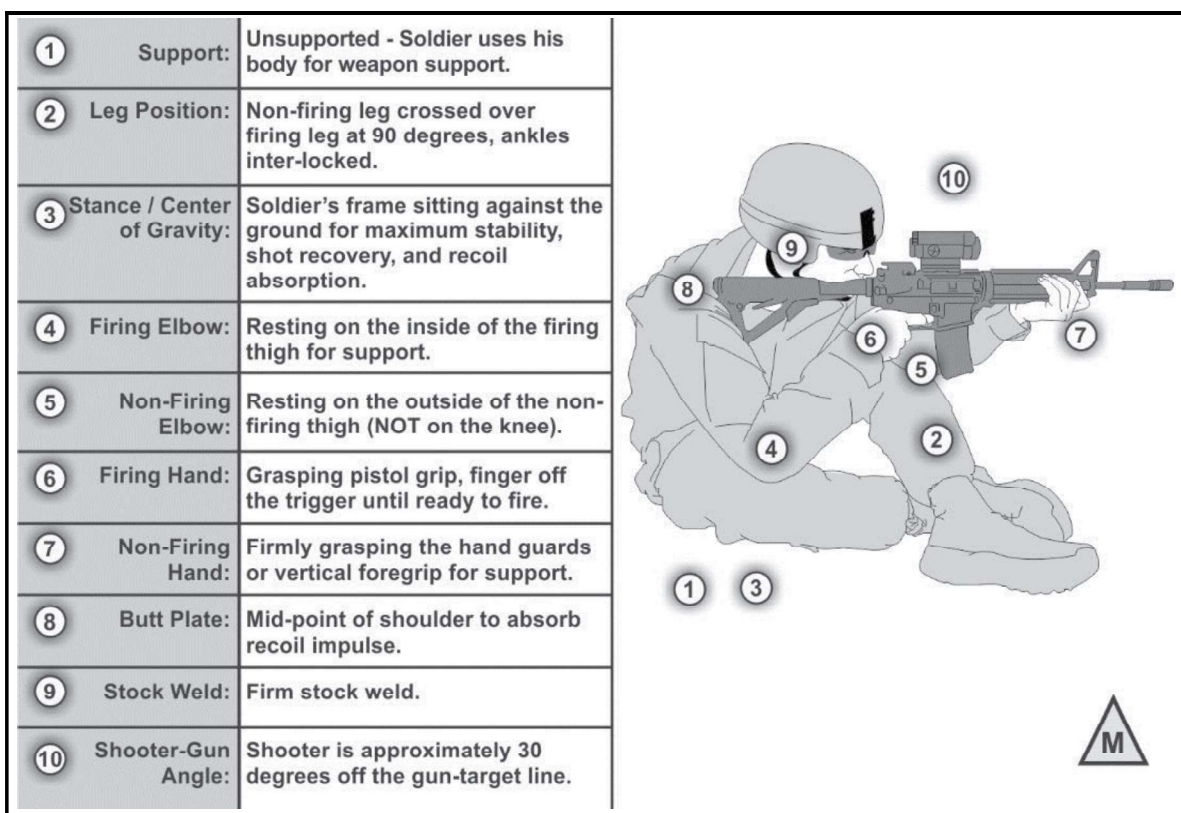 1 Support: Unsupported - Soldier uses his
body for weapon support.
2 Leg Position: Non-firing leg crossed over
firing leg at 90 degrees, ankles
inter-locked.
3 Stance / Center
of Gravity: Soldier's frame sitting against the
ground for maximum stability,
shot recovery, and recoil
absorption.
4 Firing Elbow: Resting on the inside of the firing
thigh for support.
5 Non-Firing
Elbow: Resting on the outside of the non-
firing thigh (NOT on the knee).
6 Firing Hand: Grasping pistol grip, finger off
the trigger until ready to fire.
7 Non-Firing
Hand: Firmly grasping the hand guards
or vertical foregrip for support.
8 Butt Plate: Mid-point of shoulder to absorb
recoil impulse.
9 Stock Weld: Firm stock weld.
10 Shooter-Gun
Angle: Shooter is approximately 30
degrees off the gun-target line.
10
9
8
6
7
5
4
2
1 3
M